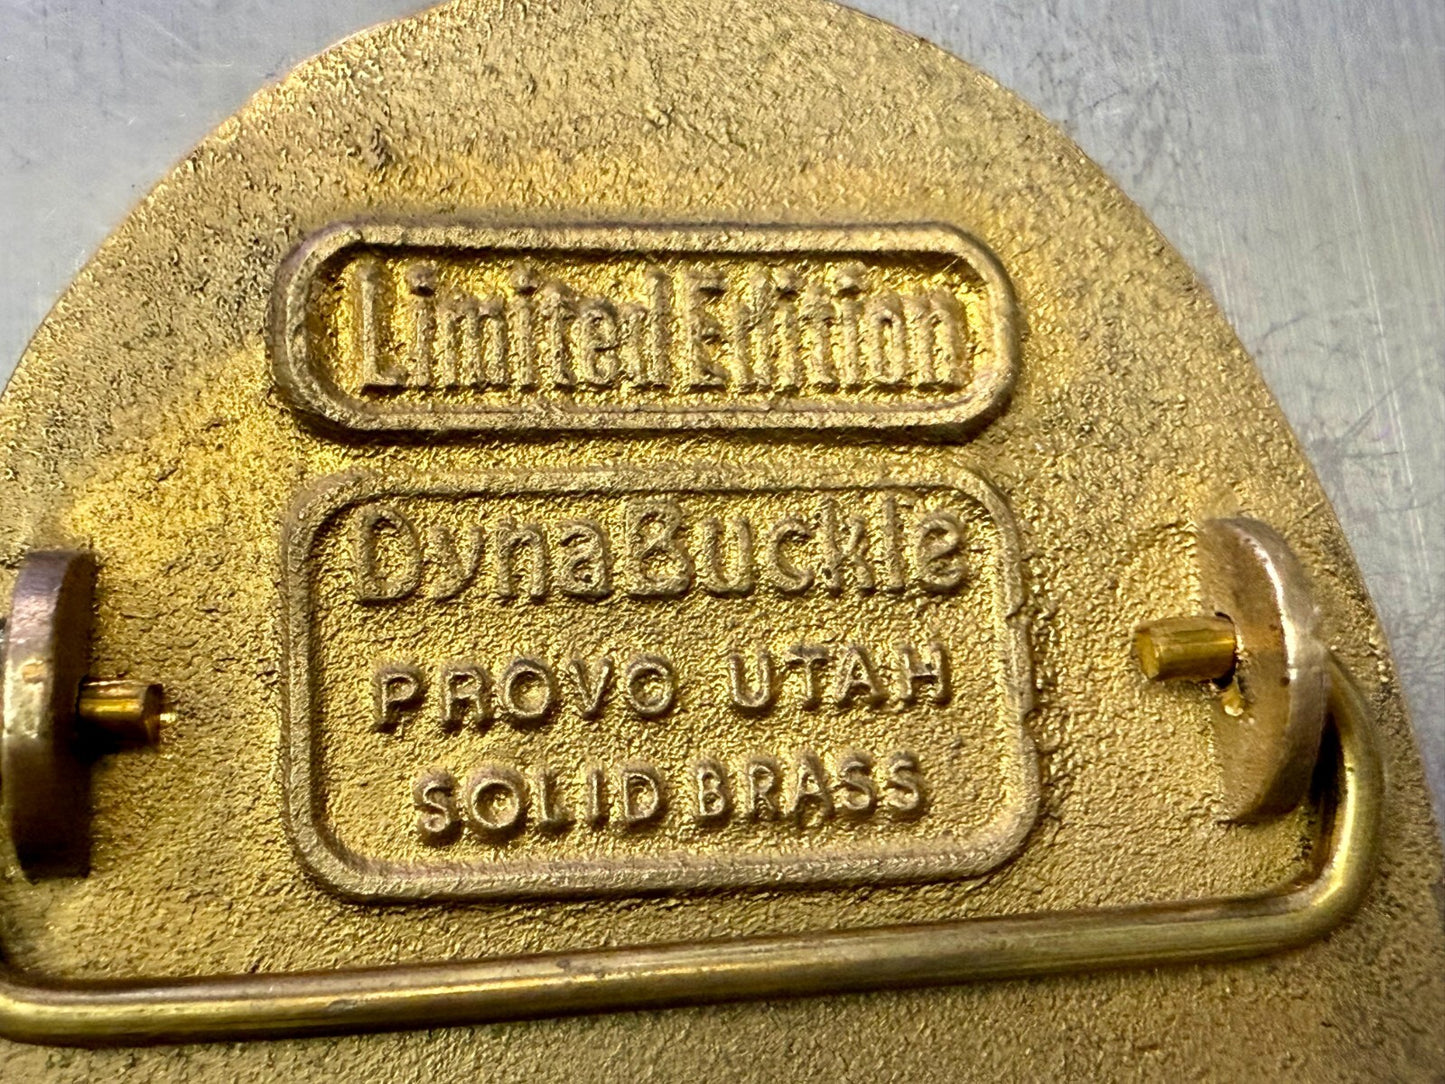 Limited Edition
DynaBuckle
PROVO UTAH
SOLID BRASS